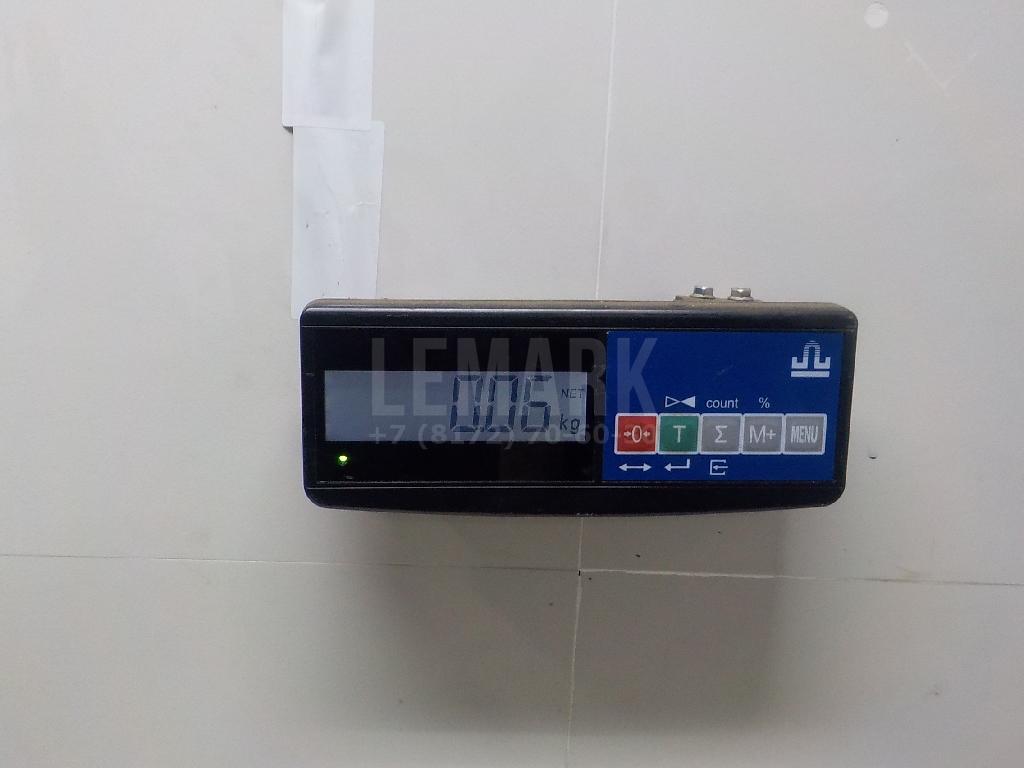 LEMARK
0.06 NET
kg
+7 (8172) 70-60-
count %
→0← T Σ M+ MENU